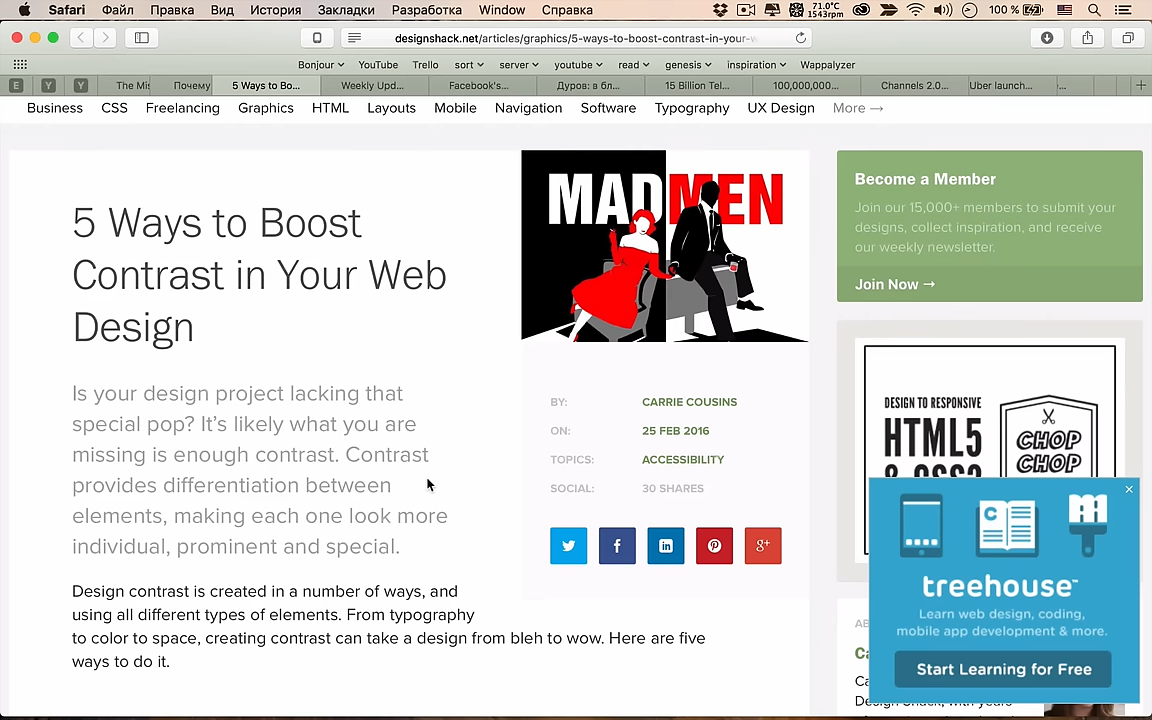 Safari Файл Правка Вид История Закладки Разработка Window Справка 71.0°C 1543rpm 100 %
designshack.net/articles/graphics/5-ways-to-boost-contrast-in-your-w
Bonjour YouTube Trello sort server youtube read genesis inspiration Wappalyzer
E Y Y The Mi Почему 5 Ways to Bo... Weekly Upd... Facebook's... Дуров: в бл... 15 Billion Tel... 100,000,000... Channels 2.0... Uber launch...
Business CSS Freelancing Graphics HTML Layouts Mobile Navigation Software Typography UX Design More →
5 Ways to Boost
Contrast in Your Web
Design
Is your design project lacking that
special pop? It's likely what you are
missing is enough contrast. Contrast
provides differentiation between
elements, making each one look more
individual, prominent and special.
Design contrast is created in a number of ways, and
using all different types of elements. From typography
to color to space, creating contrast can take a design from bleh to wow. Here are five
ways to do it.
MADMEN
BY: CARRIE COUSINS
ON: 25 FEB 2016
TOPICS: ACCESSIBILITY
SOCIAL: 30 SHARES
Become a Member
Join our 15,000+ members to submit your
designs, collect inspiration, and receive
our weekly newsletter.
Join Now →
DESIGN TO RESPONSIVE
HTML5
& CSS3
CHOP
CHOP
treehouse™
Learn web design, coding,
mobile app development & more.
Start Learning for Free